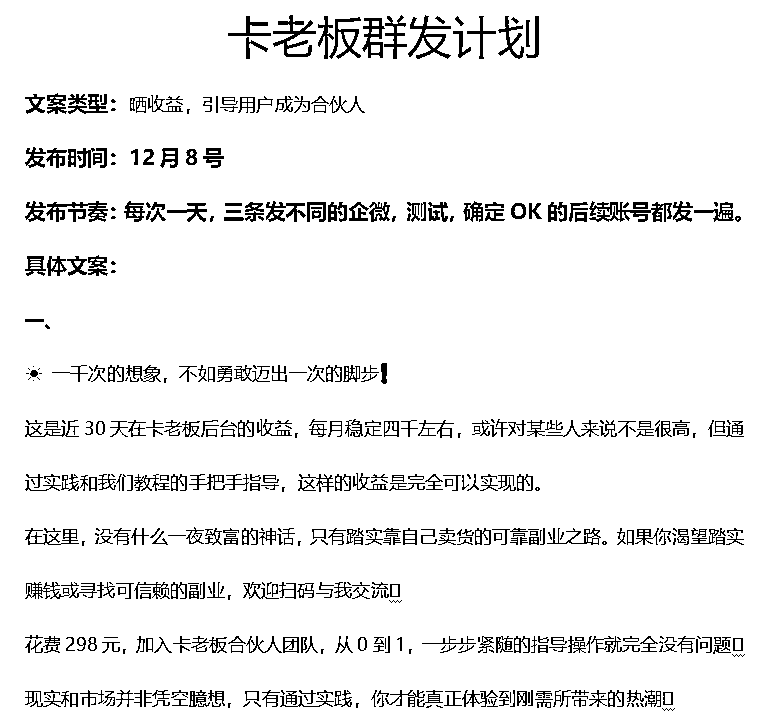 卡老板群发计划
文案类型：晒收益，引导用户成为合伙人
发布时间：12 月 8 号
发布节奏：每次一天，三条发不同的企微，测试，确定 OK 的后续账号都发一遍。
具体文案：
一、
☀ 一千次的想象，不如勇敢迈出一次的脚步❗
这是近 30 天在卡老板后台的收益，每月稳定四千左右，或许对某些人来说不是很高，但通
过实践和我们教程的手把手指导，这样的收益是完全可以实现的。
在这里，没有什么一夜致富的神话，只有踏实靠自己卖货的可靠副业之路。如果你渴望踏实
赚钱或寻找可信赖的副业，欢迎扫码与我交流
花费 298 元，加入卡老板合伙人团队，从 0 到 1，一步步紧随的指导操作就完全没有问题
现实和市场并非凭空臆想，只有通过实践，你才能真正体验到刚需所带来的热潮